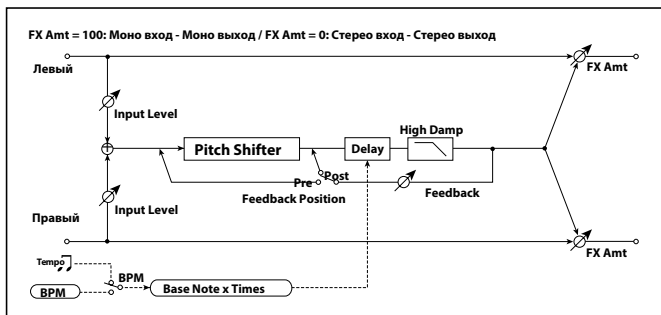 FX Amt = 100: Моно вход - Моно выход / FX Amt = 0: Стерео вход - Стерео выход
Левый
FX Amt
Input Level
High Damp
Pitch Shifter
Delay
Pre
Post
Feedback Position
Feedback
Input Level
Правый
FX Amt
Tempo
BPM
BPM
Base Note x Times